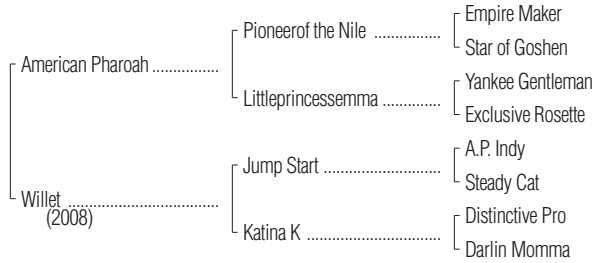 Empire Maker
Pioneerof the Nile ................
Star of Goshen
American Pharoah ................
Yankee Gentleman
Littleprincessemma ..............
Exclusive Rosette
A.P. Indy
Jump Start ............................
Steady Cat
Willet ....................................
(2008)
Distinctive Pro
Katina K ................................
Darlin Momma